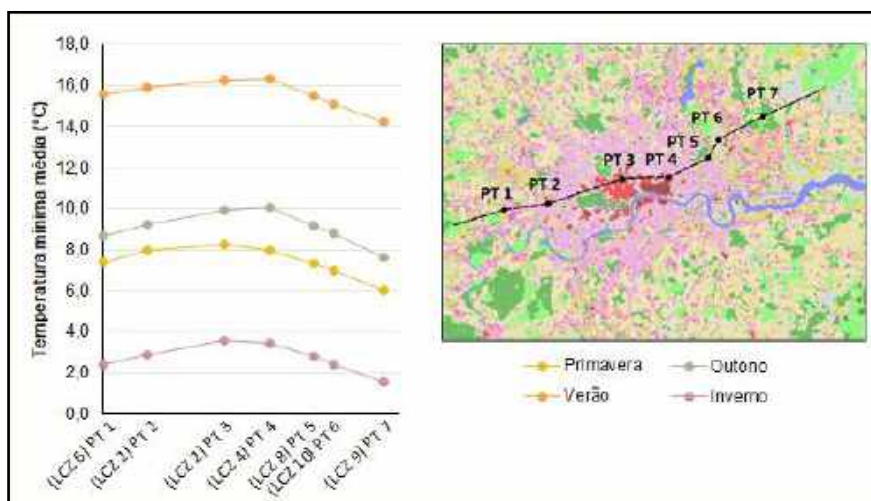 18,0
16,0
14,0
12,0
10,0
8,0
6,0
4,0
2,0
0,0
Temperatura mínima média (°C)
(LCZ 6) PT 1
(LCZ 2) PT 2
(LCZ 2) PT 3
(LCZ 4) PT 4
(LCZ 8) PT 5
(LCZ 10) PT 6
(LCZ 9) PT 7
PT 1
PT 2
PT 3
PT 4
PT 5
PT 6
PT 7
Primavera
Outono
Verão
Inverno